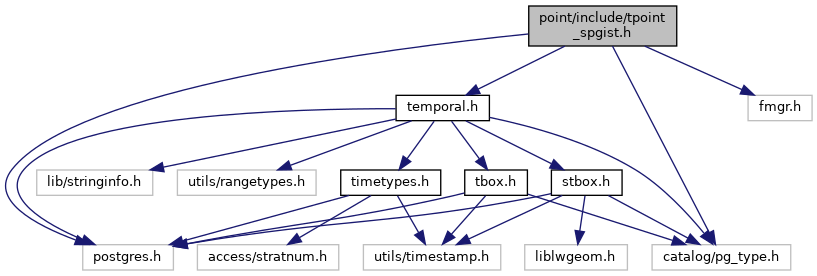 point/include/tpoint
_spgist.h
temporal.h
fmgr.h
lib/stringinfo.h
utils/rangetypes.h
timetypes.h
tbox.h
stbox.h
postgres.h
access/stratnum.h
utils/timestamp.h
liblwgeom.h
catalog/pg_type.h